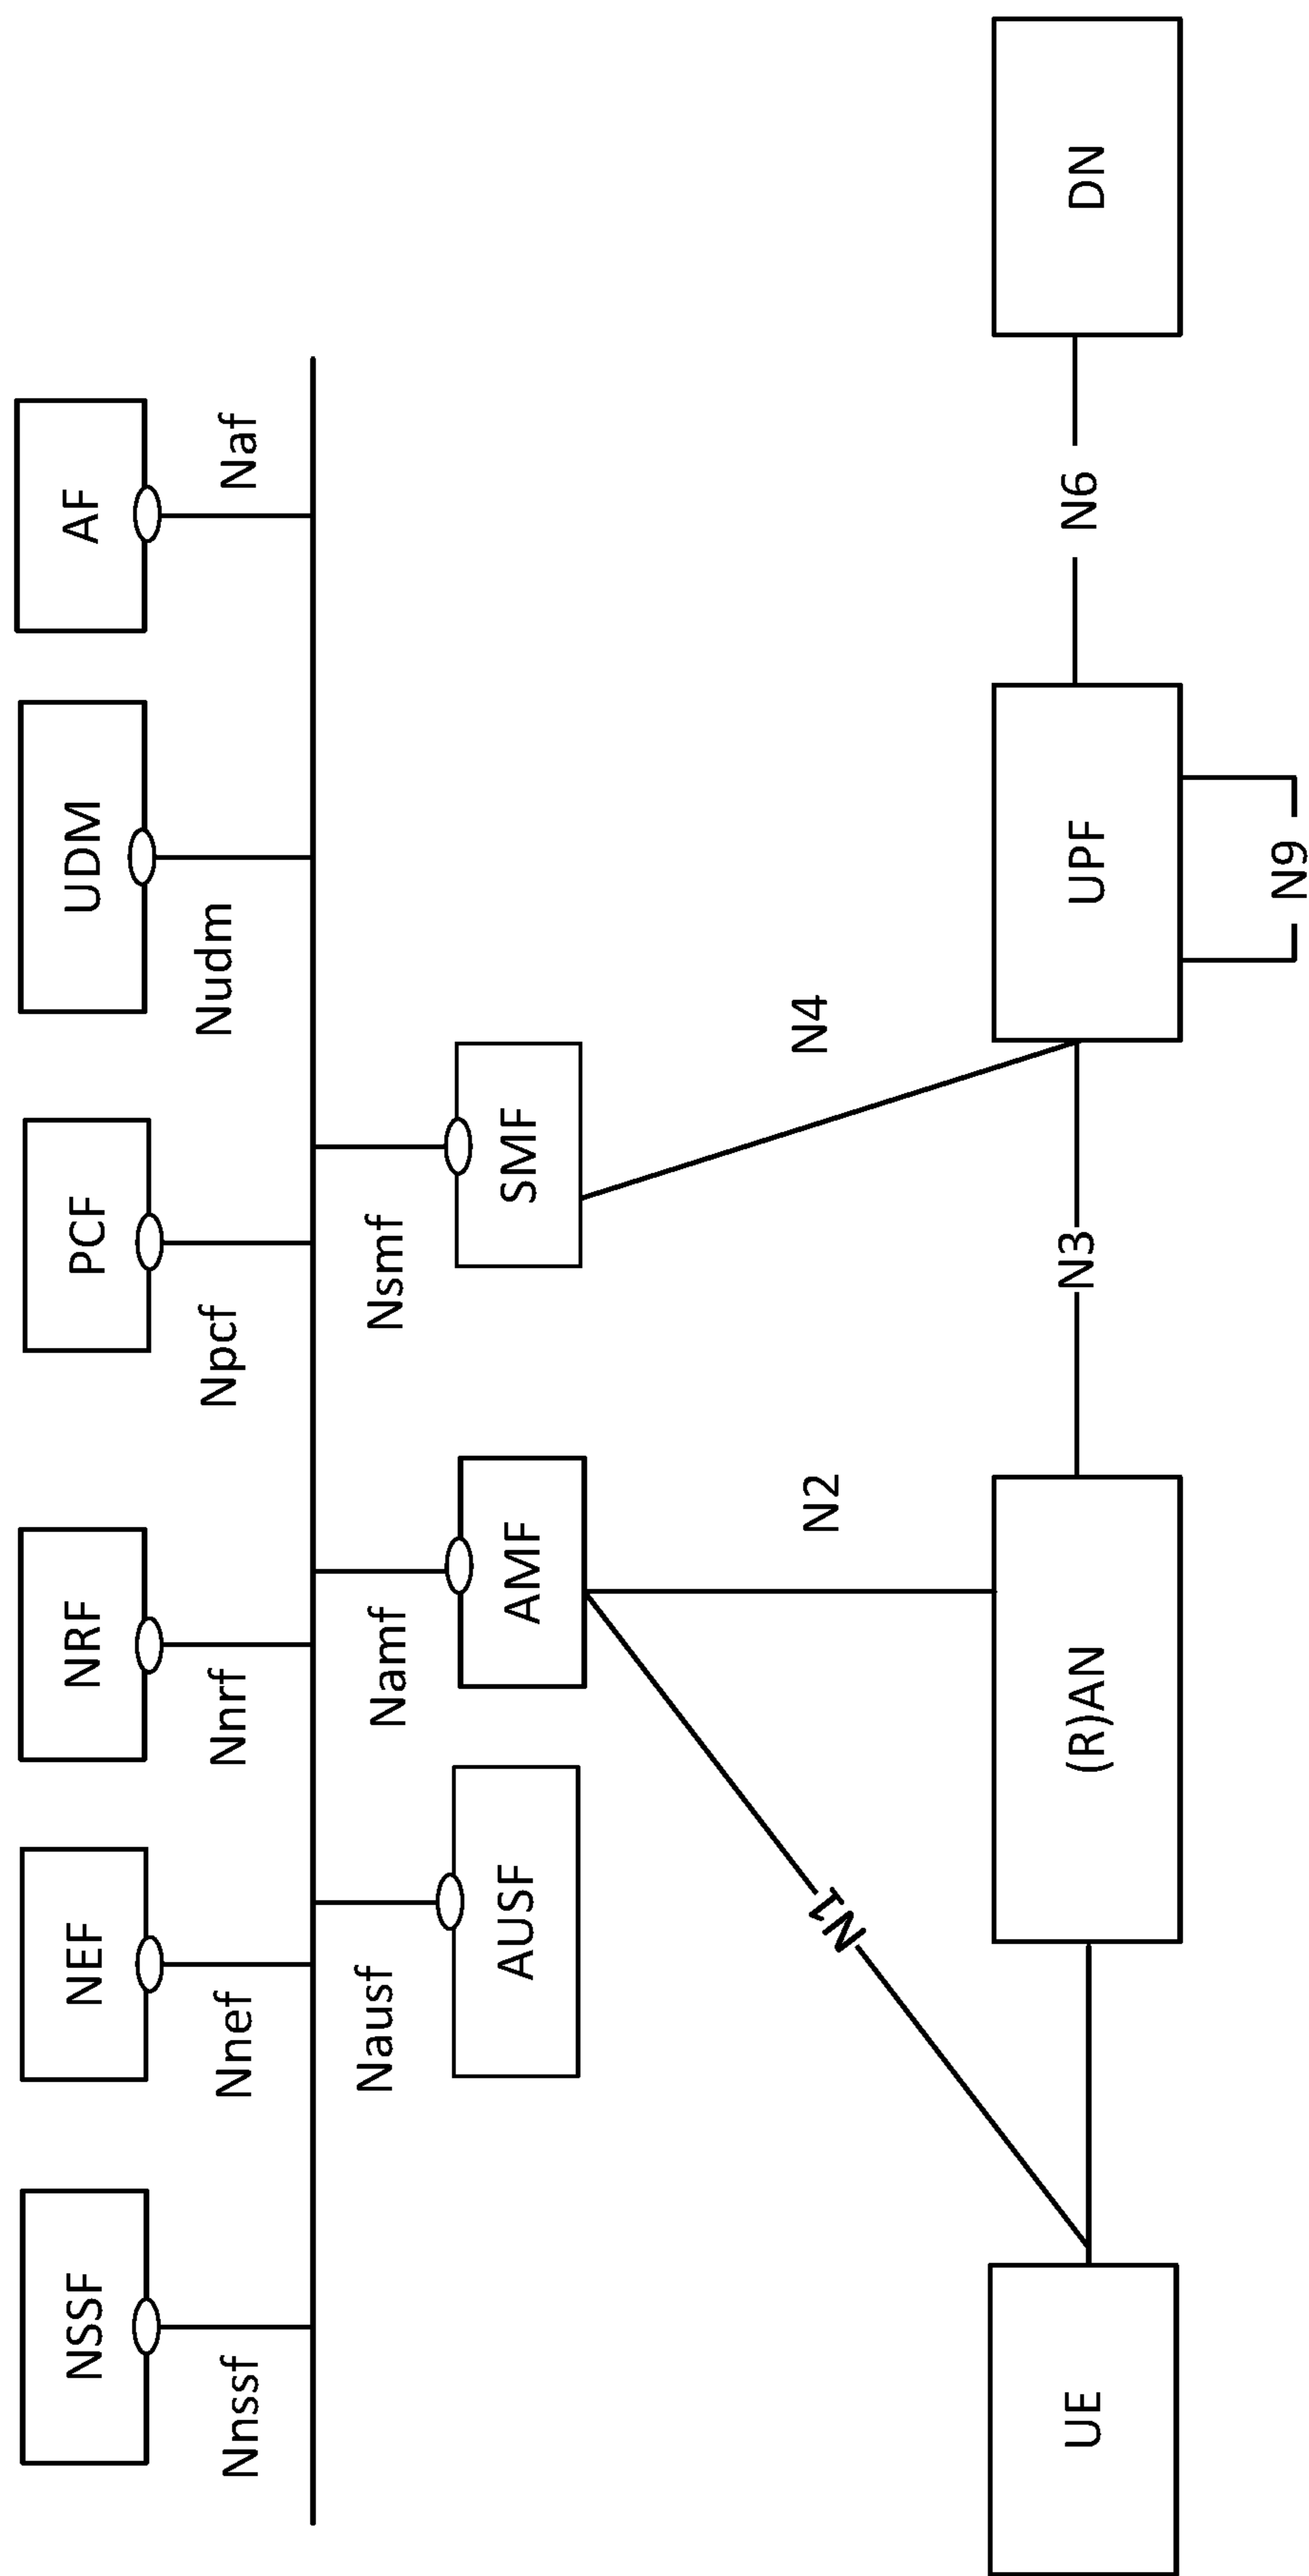 NSSF
NEF
NRF
PCF
UDM
AF
Nnssf
Nnef
Nnrf
Npcf
Nudm
Naf
Nausf
Namf
Nsmf
AUSF
AMF
SMF
N1
N2
N4
UE
(R)AN
N3
UPF
N6
DN
N9